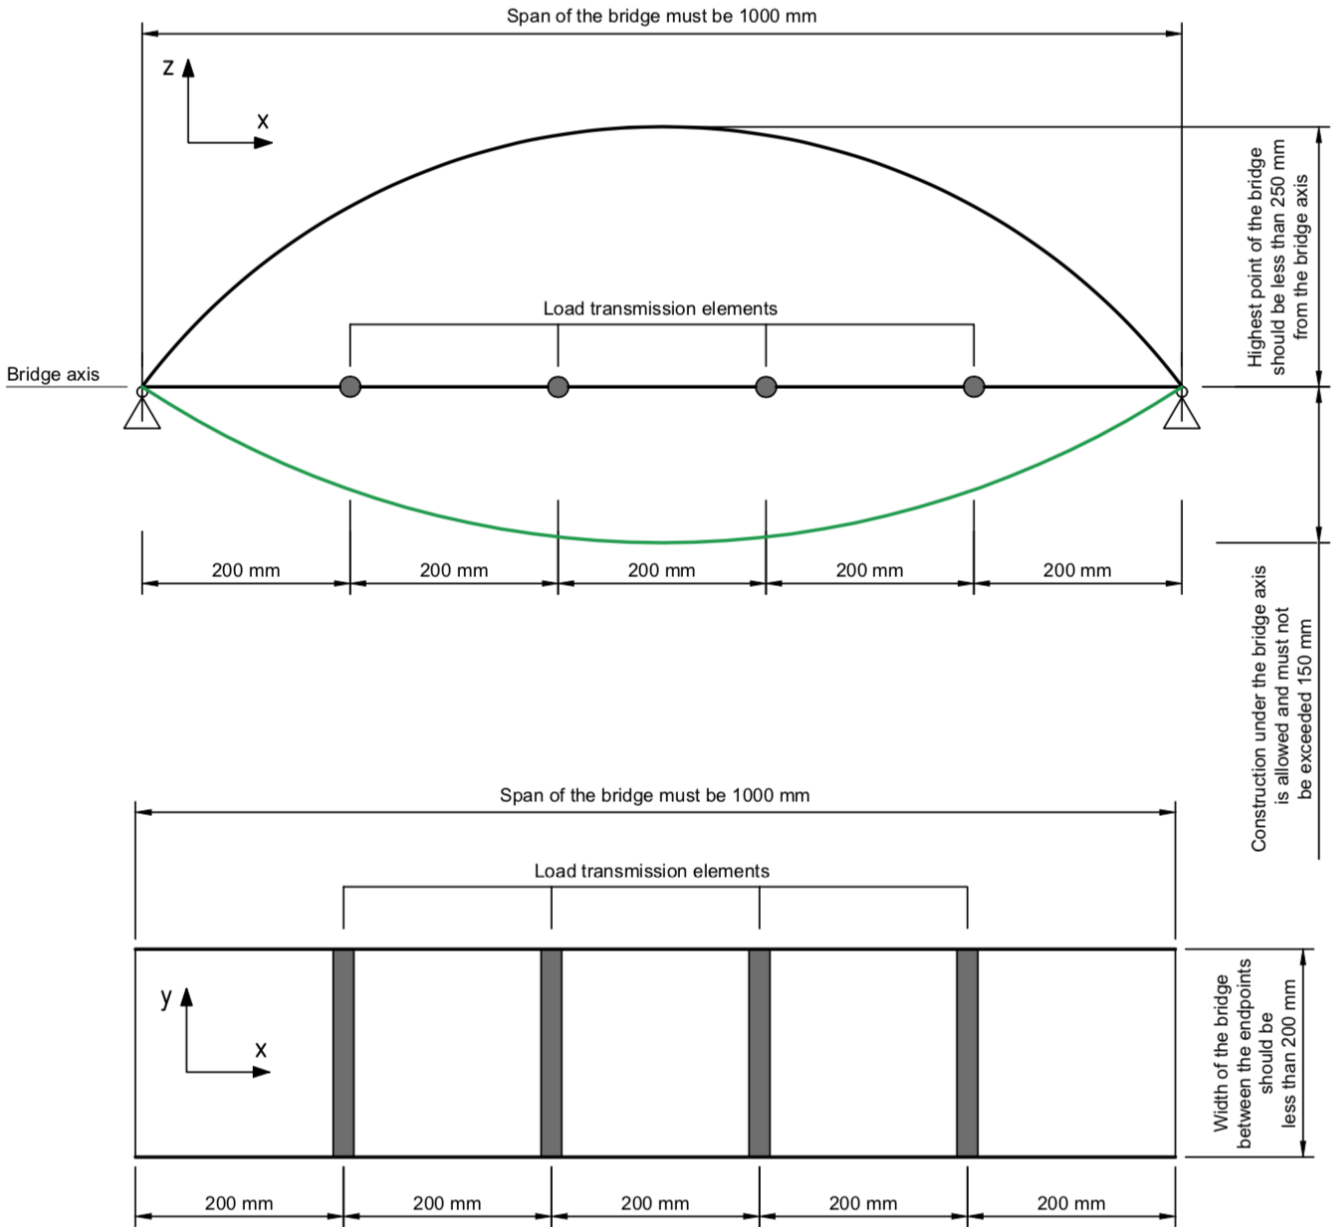 Span of the bridge must be 1000 mm
z
x
Highest point of the bridge
should be less than 250 mm
from the bridge axis
Load transmission elements
Bridge axis
200 mm
200 mm
200 mm
200 mm
200 mm
Construction under the bridge axis
is allowed and must not
be exceeded 150 mm
Span of the bridge must be 1000 mm
Load transmission elements
y
x
Width of the bridge
between the endpoints
should be
less than 200 mm
200 mm
200 mm
200 mm
200 mm
200 mm